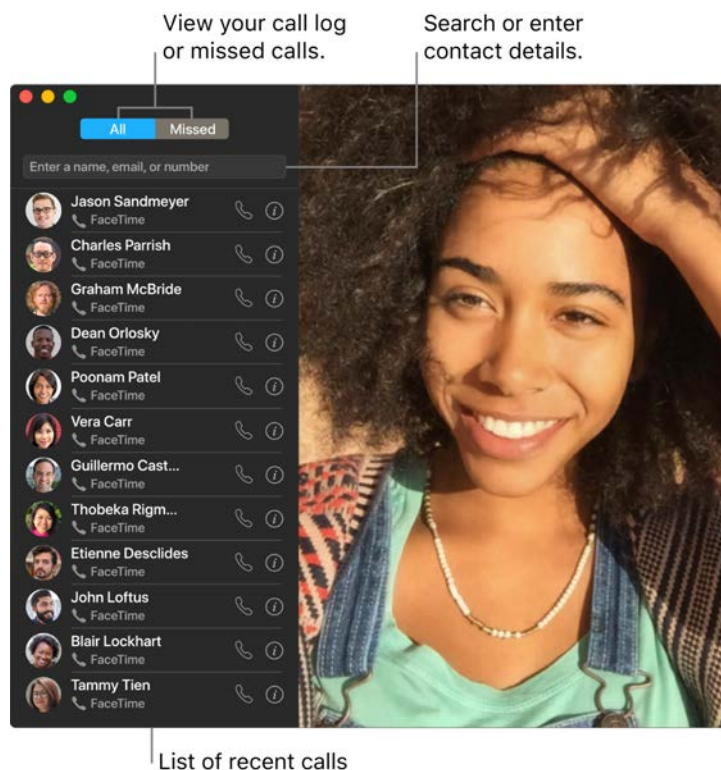 View your call log
or missed calls.
Search or enter
contact details.
All
Missed
Enter a name, email, or number
Jason Sandmeyer
FaceTime
Charles Parrish
FaceTime
Graham McBride
FaceTime
Dean Orlosky
FaceTime
Poonam Patel
FaceTime
Vera Carr
FaceTime
Guillermo Cast...
FaceTime
Thobeka Rigm...
FaceTime
Etienne Desclides
FaceTime
John Loftus
FaceTime
Blair Lockhart
FaceTime
Tammy Tien
FaceTime
List of recent calls